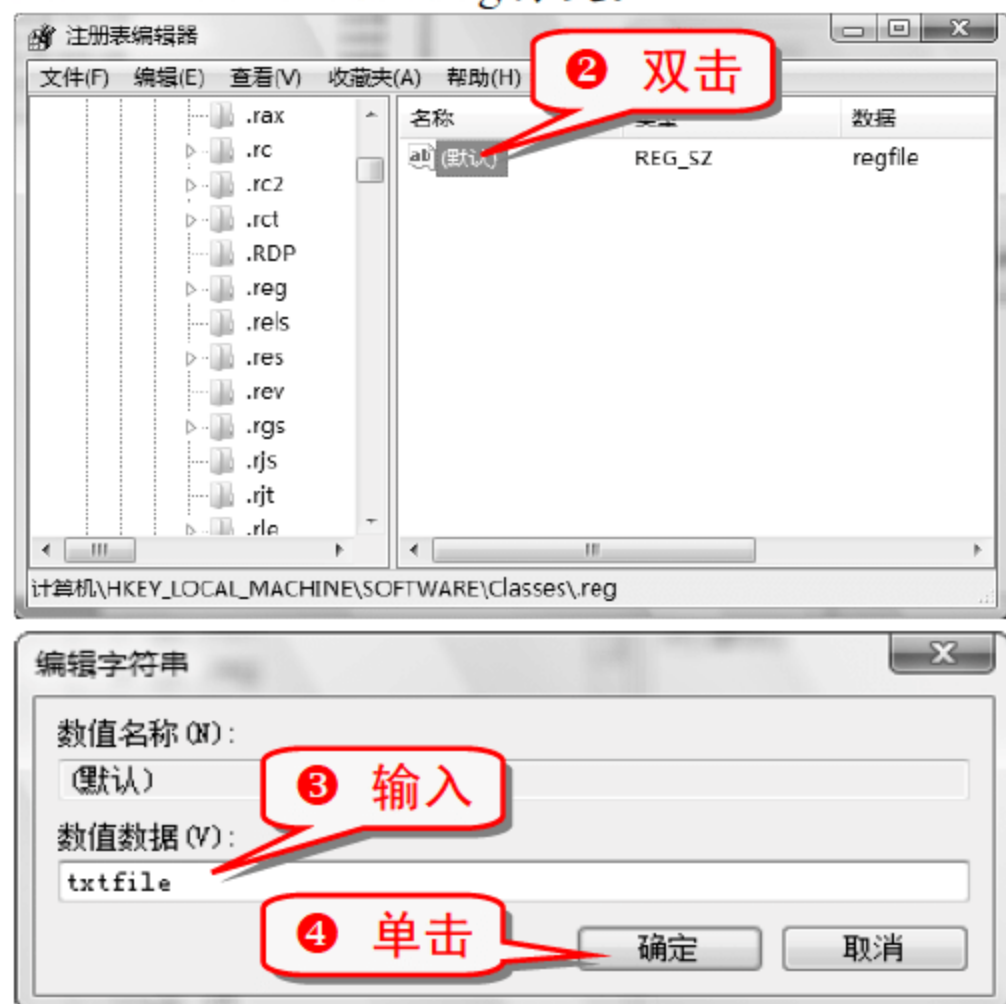 注册表编辑器
文件(F) 编辑(E) 查看(V) 收藏夹(A) 帮助(H)
❷ 双击
.rax
.rc
.rc2
.rct
.RDP
.reg
.rels
.res
.rev
.rgs
.rjs
.rjt
.rle
名称 数据
(默认) REG_SZ regfile
计算机\HKEY_LOCAL_MACHINE\SOFTWARE\Classes\.reg
编辑字符串
数值名称(N):
(默认)
❸ 输入
数值数据(V):
txtfile
❹ 单击
确定 取消